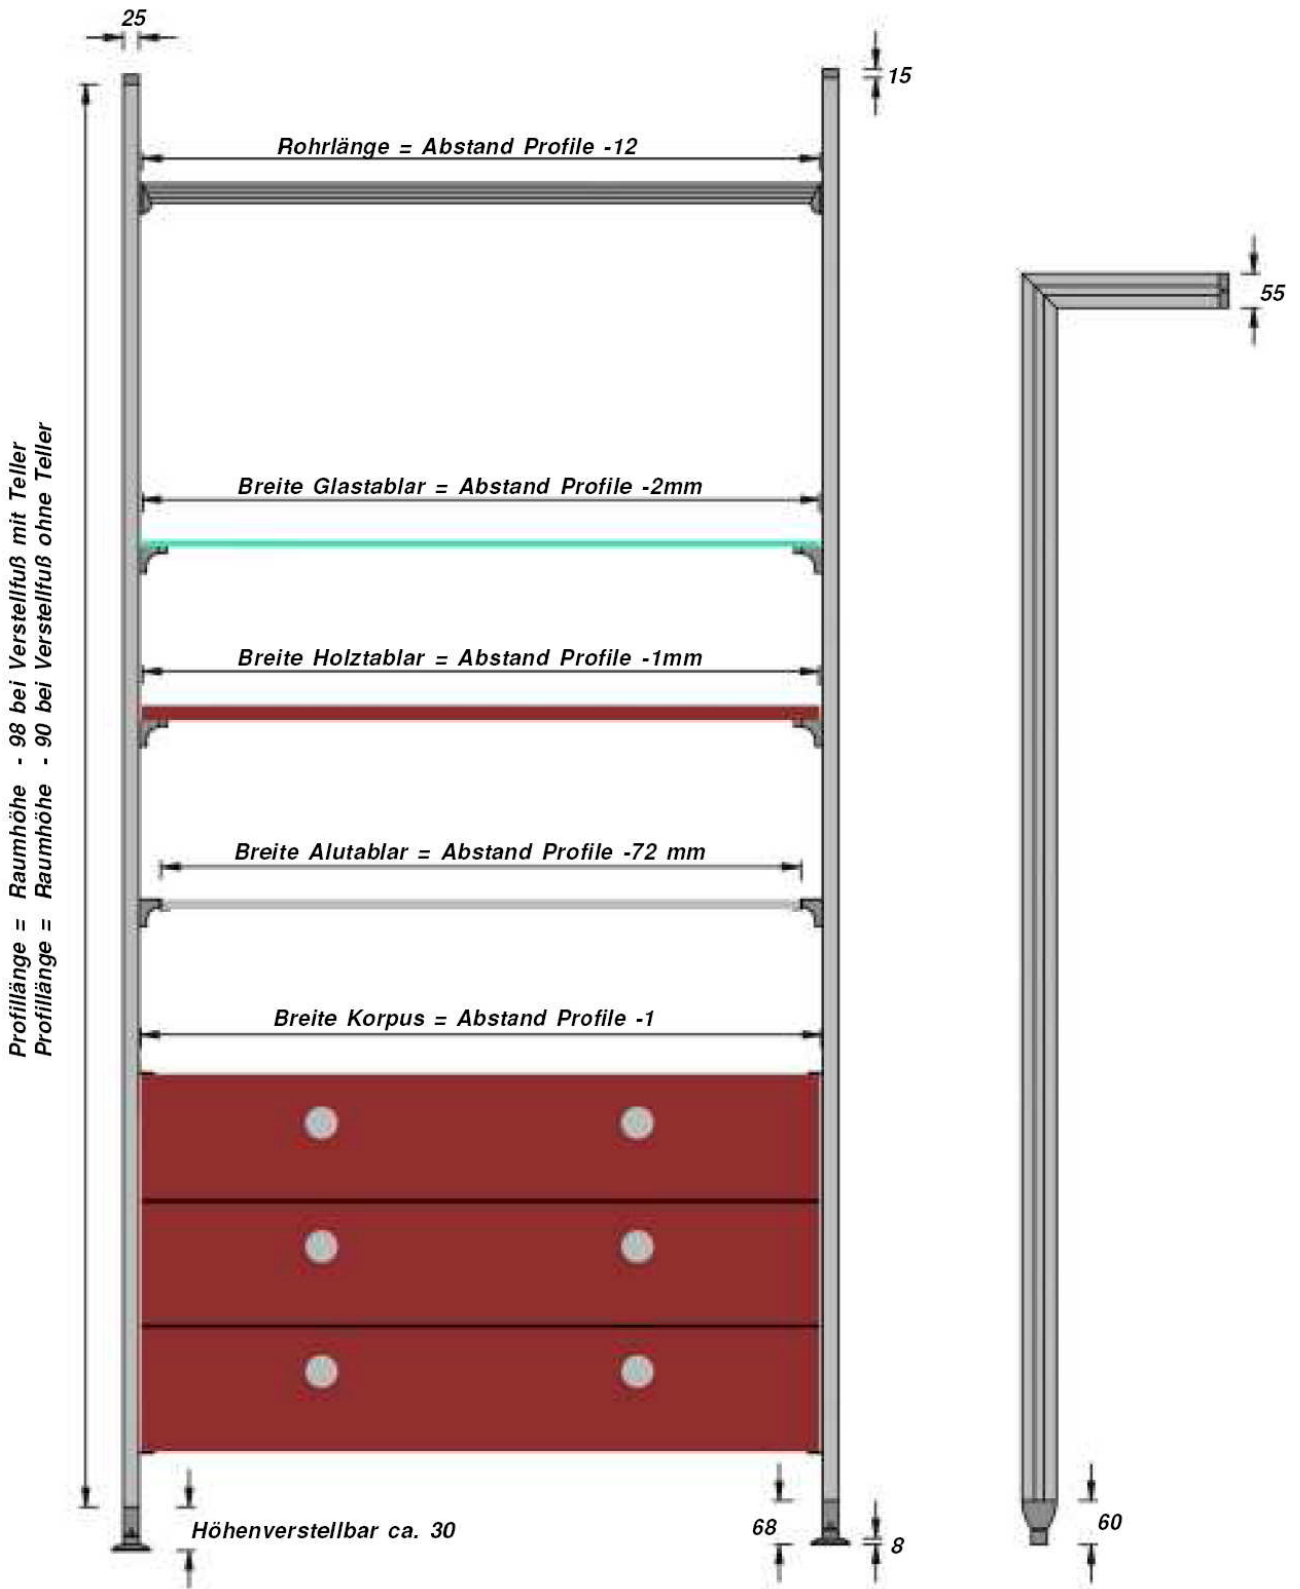 25
15
Rohrlänge = Abstand Profile -12
55
Breite Glastablar = Abstand Profile -2mm
Profillänge = Raumhöhe - 98 bei Verstellfuß mit Teller
Profillänge = Raumhöhe - 90 bei Verstellfuß ohne Teller
Breite Holztablar = Abstand Profile -1mm
Breite Alutablar = Abstand Profile -72 mm
Breite Korpus = Abstand Profile -1
Höhenverstellbar ca. 30
68
8
60